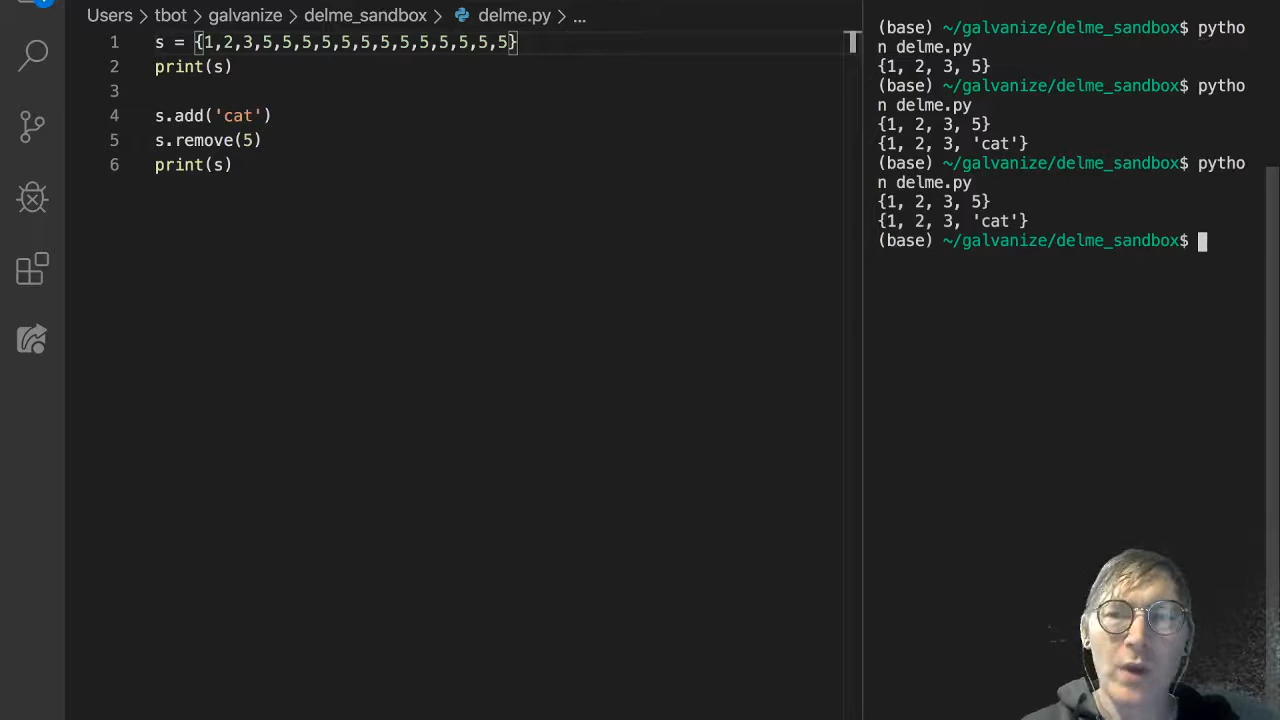 Users > tbot > galvanize > delme_sandbox > delme.py > ...
1 s = {1,2,3,5,5,5,5,5,5,5,5,5,5,5,5,5}
2 print(s)
3
4 s.add('cat')
5 s.remove(5)
6 print(s)
(base) ~/galvanize/delme_sandbox$ pytho
n delme.py
{1, 2, 3, 5}
(base) ~/galvanize/delme_sandbox$ pytho
n delme.py
{1, 2, 3, 5}
{1, 2, 3, 'cat'}
(base) ~/galvanize/delme_sandbox$ pytho
n delme.py
{1, 2, 3, 5}
{1, 2, 3, 'cat'}
(base) ~/galvanize/delme_sandbox$